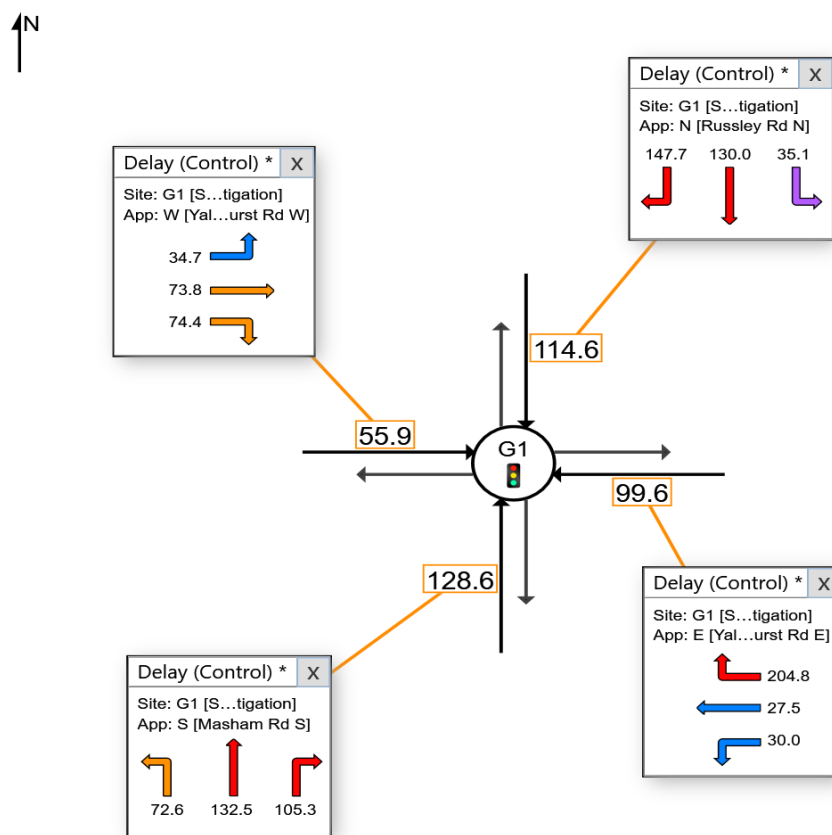 N
Delay (Control) * X
Site: G1 [S...tigation]
App: N [Russley Rd N]
147.7 130.0 35.1
Delay (Control) * X
Site: G1 [S...tigation]
App: W [Yal...urst Rd W]
34.7
73.8
74.4
114.6
55.9
G1
99.6
128.6
Delay (Control) * X
Site: G1 [S...tigation]
App: E [Yal...urst Rd E]
204.8
27.5
30.0
Delay (Control) * X
Site: G1 [S...tigation]
App: S [Masham Rd S]
72.6 132.5 105.3